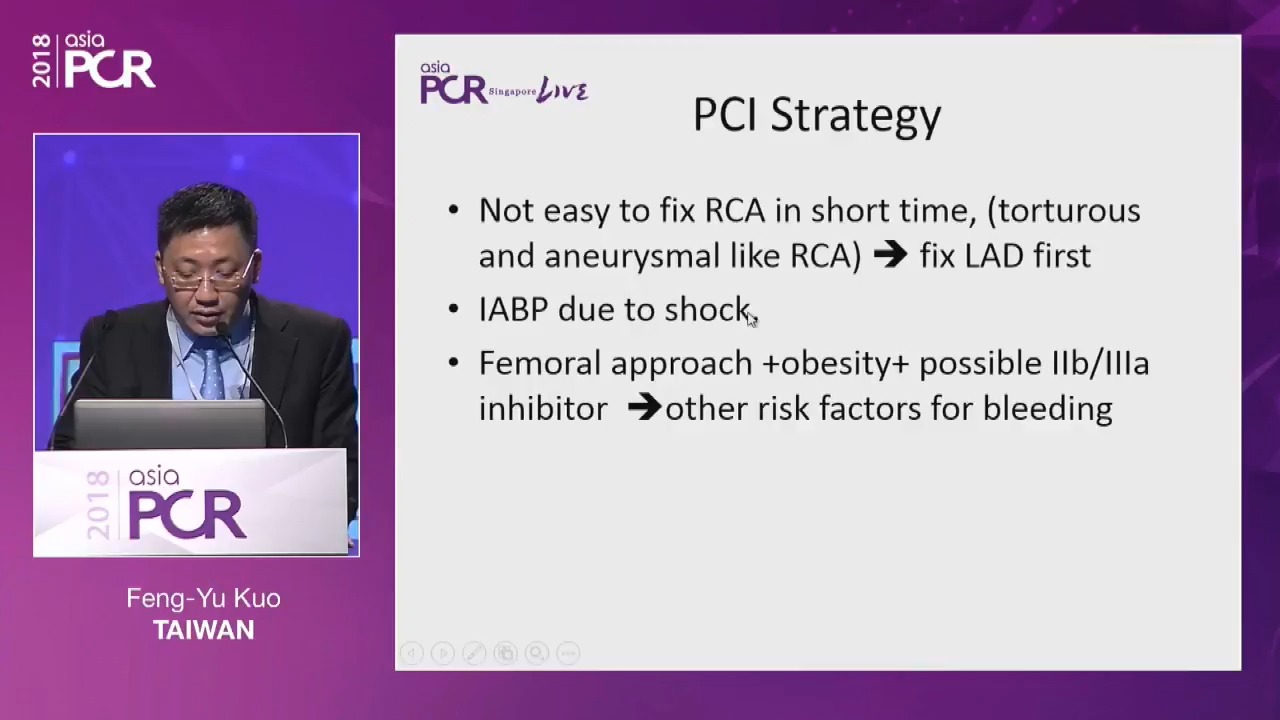 2018
asia
PCR
asia
PCR Singapore LIVE
PCI Strategy
• Not easy to fix RCA in short time, (torturous
and aneurysmal like RCA) ➔ fix LAD first
• IABP due to shock.
• Femoral approach +obesity+ possible IIb/IIIa
inhibitor ➔other risk factors for bleeding
2018
asia
PCR
Feng-Yu Kuo
TAIWAN